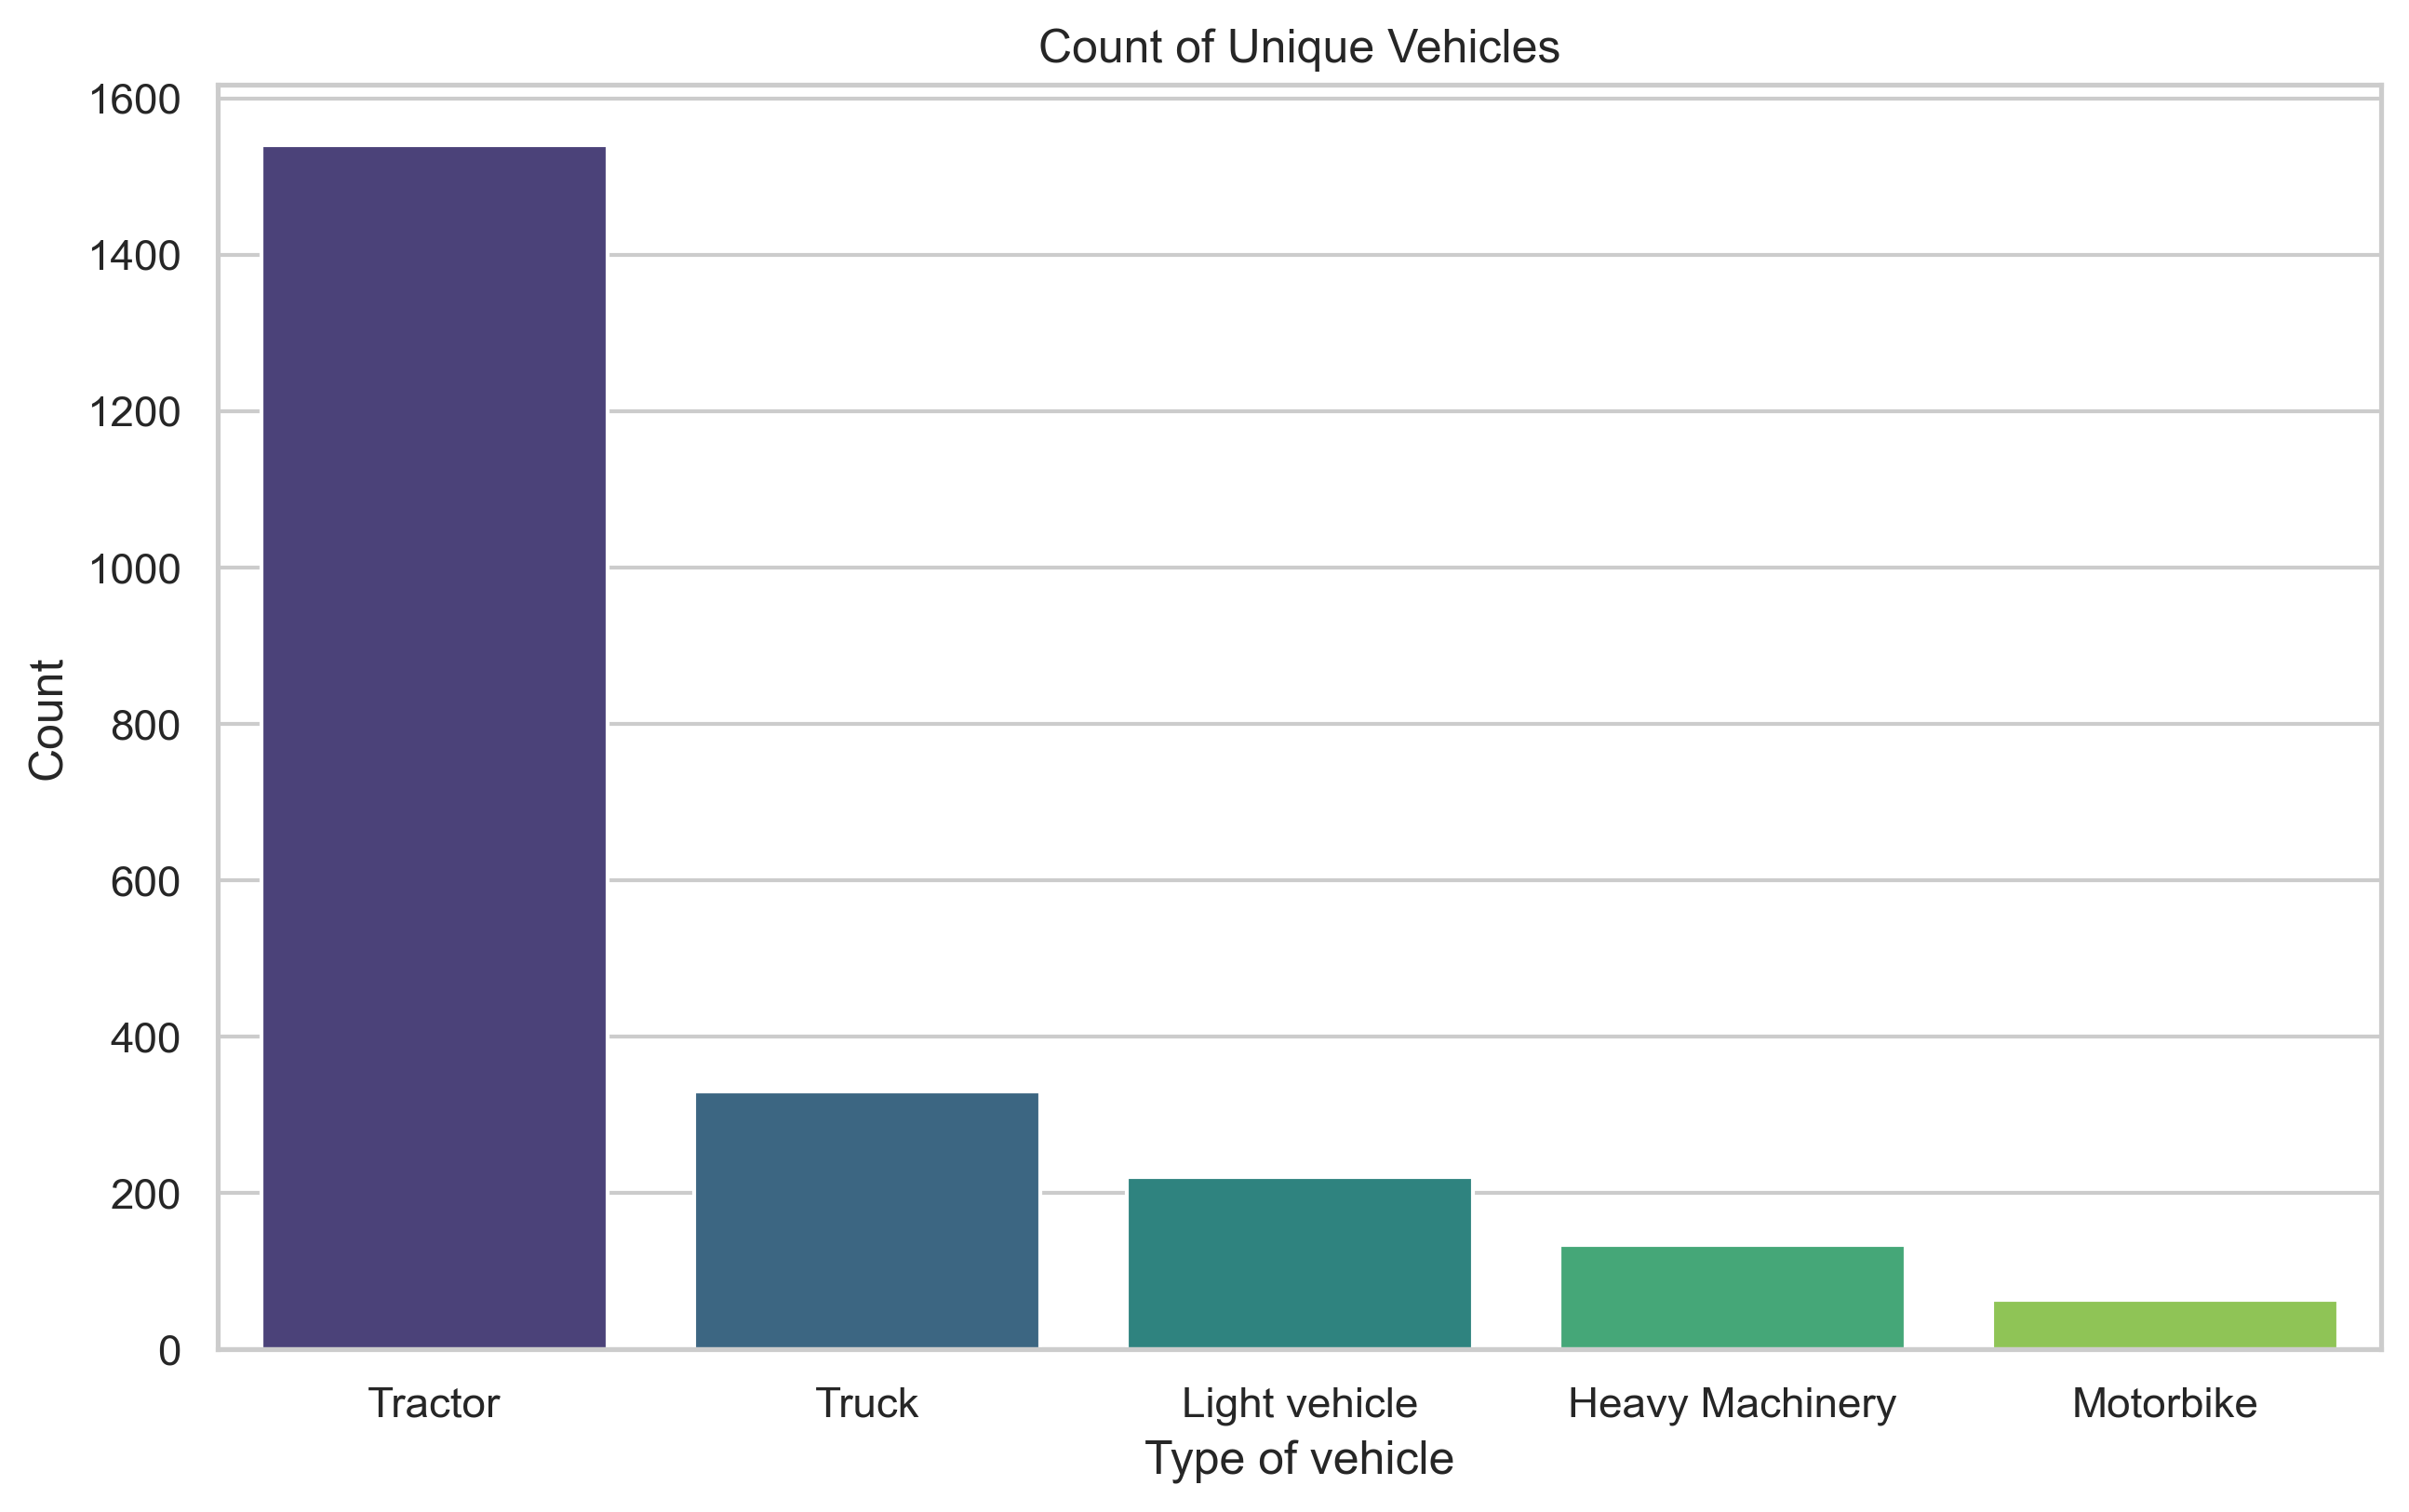 Count of Unique Vehicles
1600
1400
1200
1000
800
600
400
200
0
Count
Tractor Truck Light vehicle Heavy Machinery Motorbike
Type of vehicle